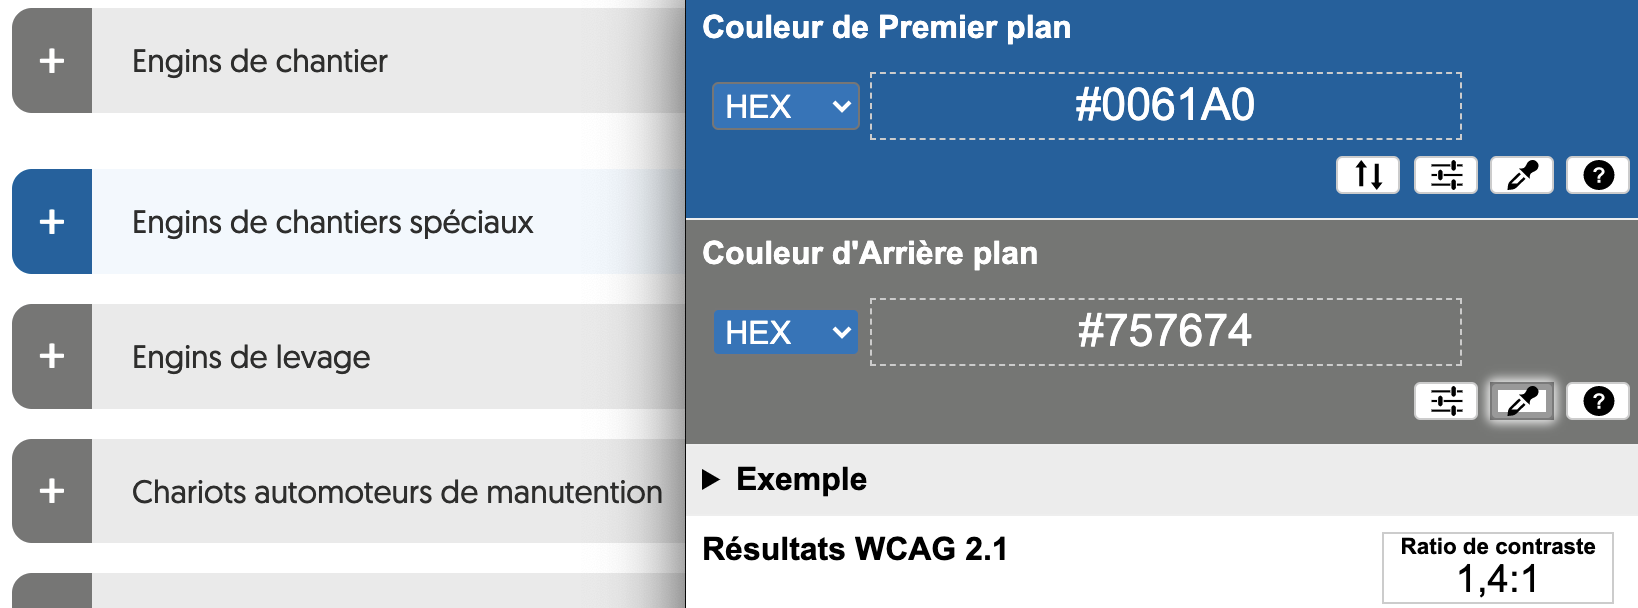 + Engins de chantier
+ Engins de chantiers spéciaux
+ Engins de levage
+ Chariots automoteurs de manutention
Couleur de Premier plan
HEX #0061A0
?
Couleur d'Arrière plan
HEX #757674
?
Exemple
Résultats WCAG 2.1
Ratio de contraste
1,4:1